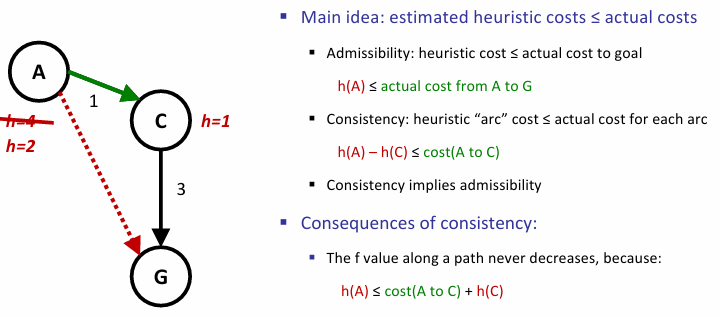 A
1
C
h=1
h=4
h=2
3
G
Main idea: estimated heuristic costs ≤ actual costs
Admissibility: heuristic cost ≤ actual cost to goal
h(A) ≤ actual cost from A to G
Consistency: heuristic “arc” cost ≤ actual cost for each arc
h(A) – h(C) ≤ cost(A to C)
Consistency implies admissibility
Consequences of consistency:
The f value along a path never decreases, because:
h(A) ≤ cost(A to C) + h(C)